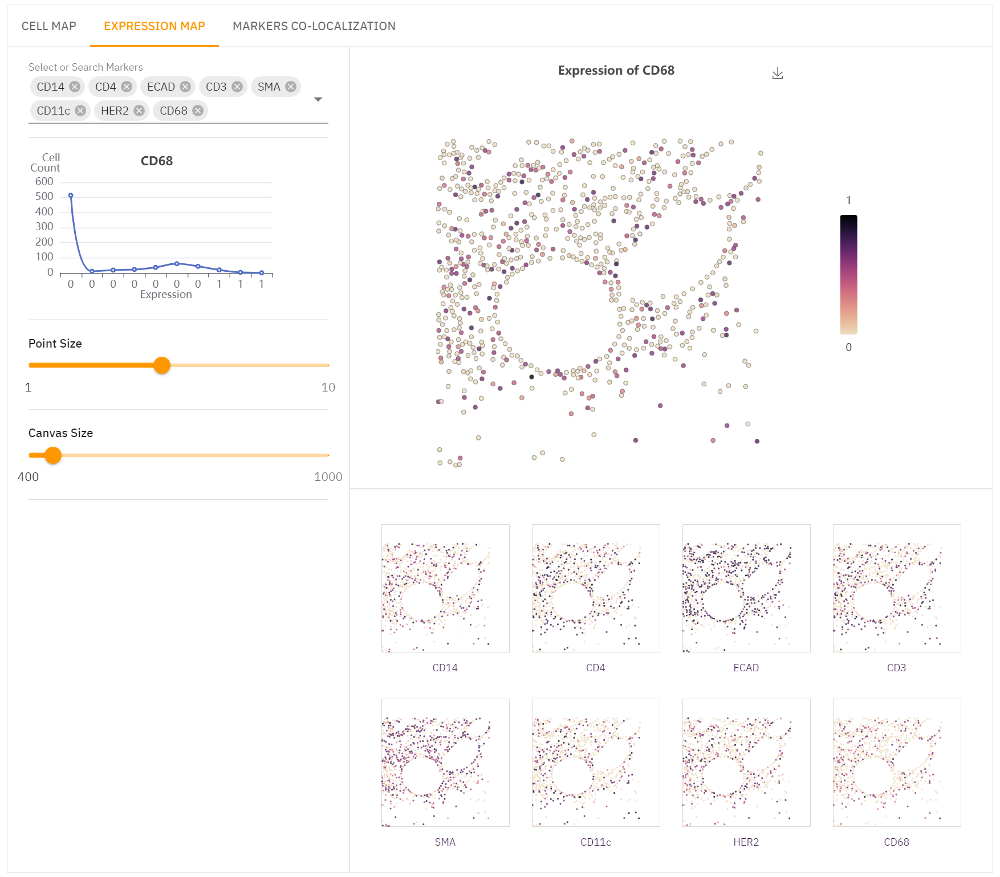 CELL MAP EXPRESSION MAP MARKERS CO-LOCALIZATION
Select or Search Markers
CD14 CD4 ECAD CD3 SMA
CD11c HER2 CD68
Cell
Count
CD68
600
500
400
300
200
100
0
0 0 0 0 0 0 0 1 1 1
Expression
Point Size
1 10
Canvas Size
400 1000
Expression of CD68
1
0
CD14 CD4 ECAD CD3
SMA CD11c HER2 CD68